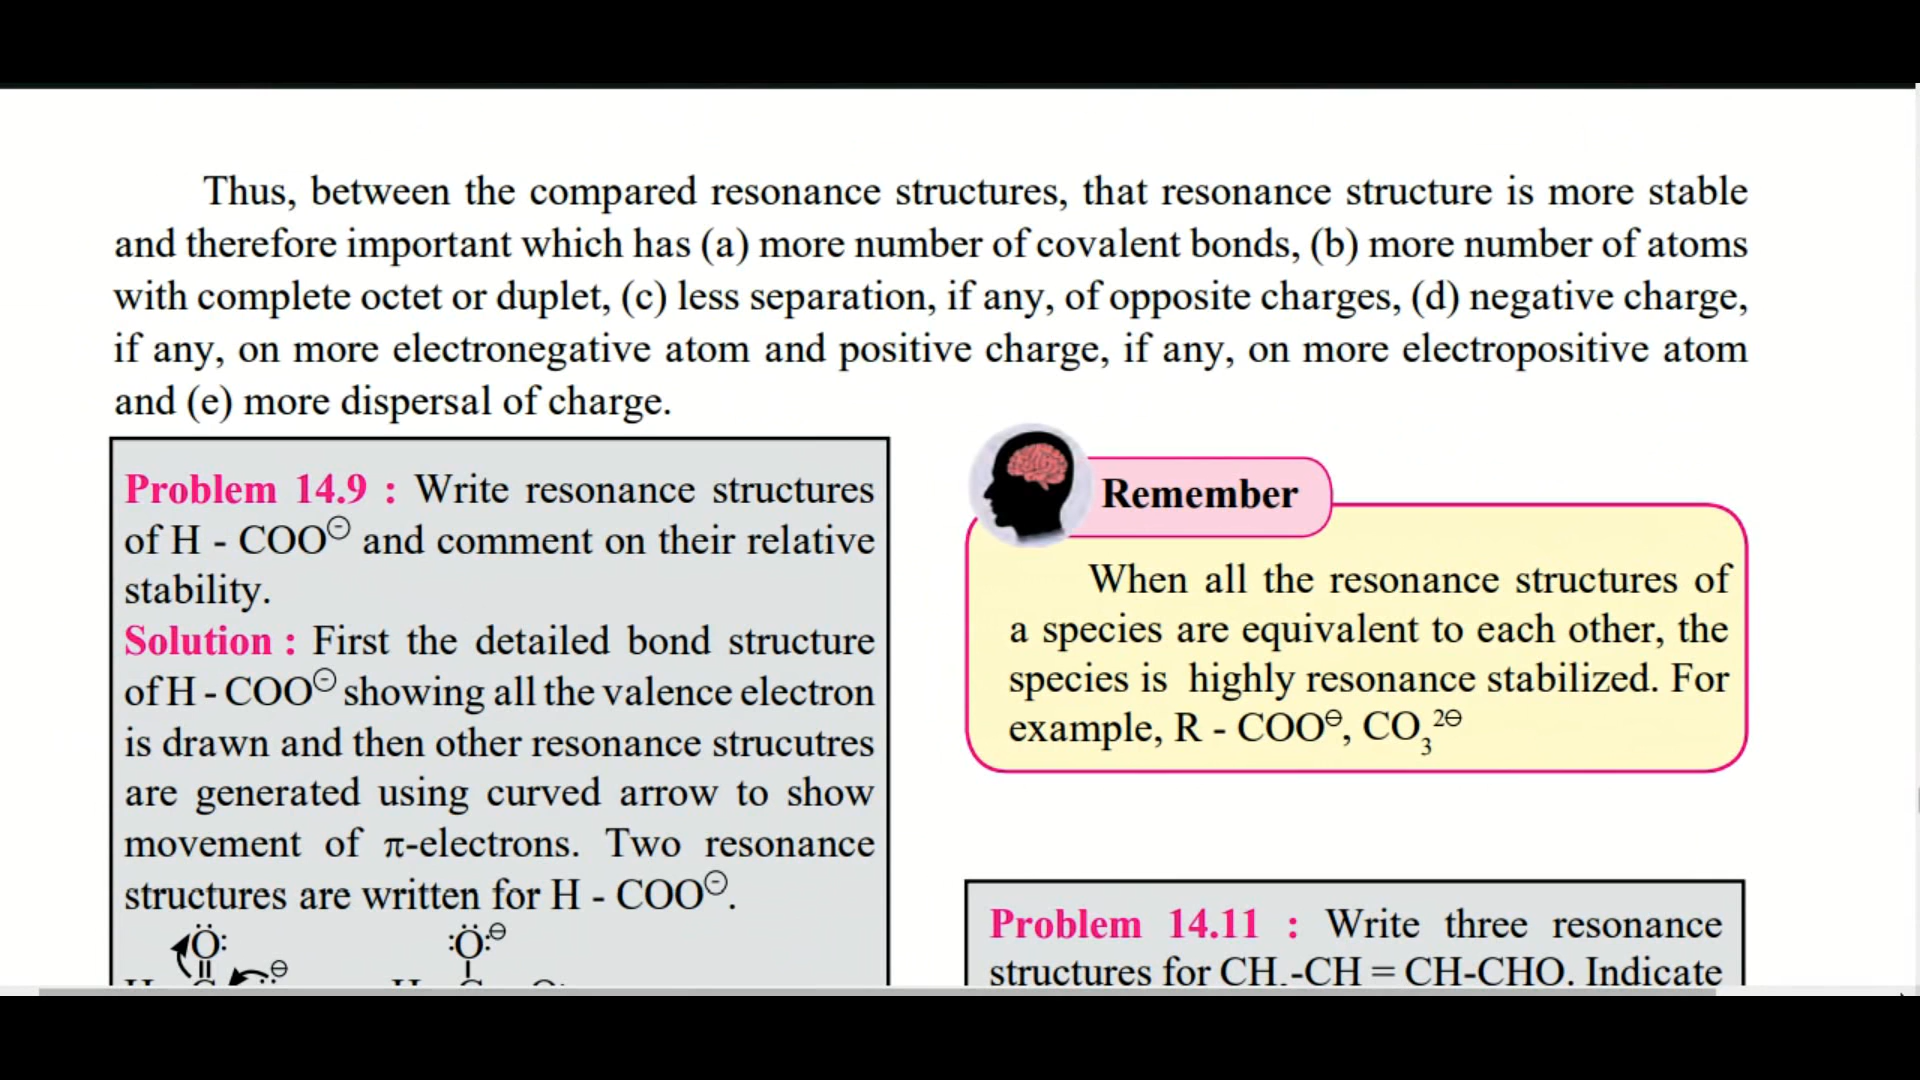 Thus, between the compared resonance structures, that resonance structure is more stable
and therefore important which has (a) more number of covalent bonds, (b) more number of atoms
with complete octet or duplet, (c) less separation, if any, of opposite charges, (d) negative charge,
if any, on more electronegative atom and positive charge, if any, on more electropositive atom
and (e) more dispersal of charge.
Problem 14.9 : Write resonance structures
of H - COO⊖ and comment on their relative
stability.
Solution : First the detailed bond structure
of H - COO⊖ showing all the valence electron
is drawn and then other resonance strucutres
are generated using curved arrow to show
movement of π-electrons. Two resonance
structures are written for H - COO⊖.
Remember
When all the resonance structures of
a species are equivalent to each other, the
species is highly resonance stabilized. For
example, R - COO⊖, CO₃²⊖
Problem 14.11 : Write three resonance
structures for CH₃-CH = CH-CHO. Indicate